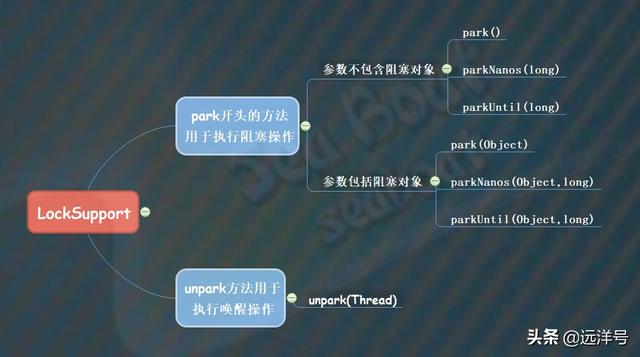 park()
参数不包含阻塞对象
parkNanos(long)
parkUntil(long)
park开头的方法
用于执行阻塞操作
park(Object)
参数包括阻塞对象
parkNanos(Object,long)
parkUntil(Object,long)
LockSupport
unpark方法用于
执行唤醒操作
unpark(Thread)
头条 @远洋号